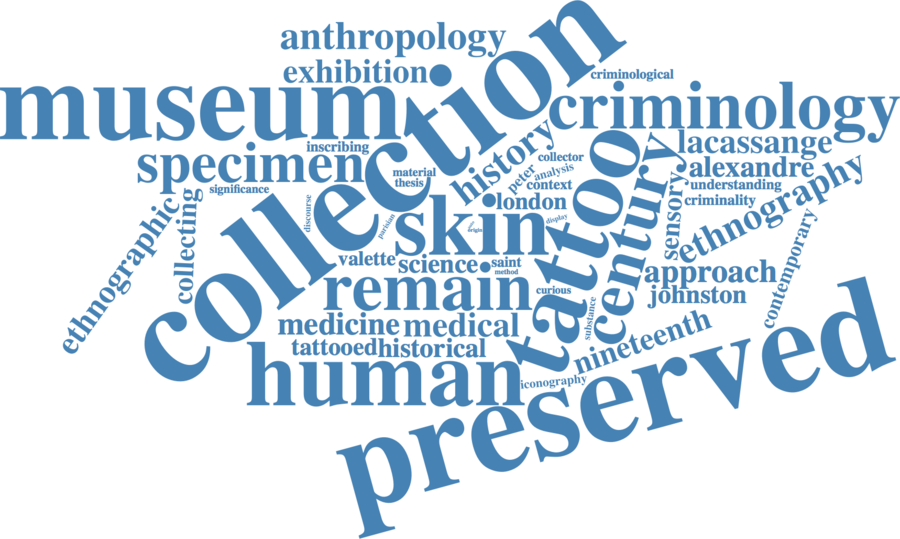 anthropology
collection
exhibition
criminological
museum
criminology
inscribing
lacassange
specimen
history
collector
material
thesis
peter
analysis
alexandre
significance
context
understanding
ethnographic
collecting
discourse
parisian
skin
london
display
origin
tattoo
century
sensory
criminality
ethnography
contemporary
valette
science
saint
method
approach
remain
curious
substance
johnston
medicine
medical
nineteenth
tattooed
historical
human
iconography
preserved